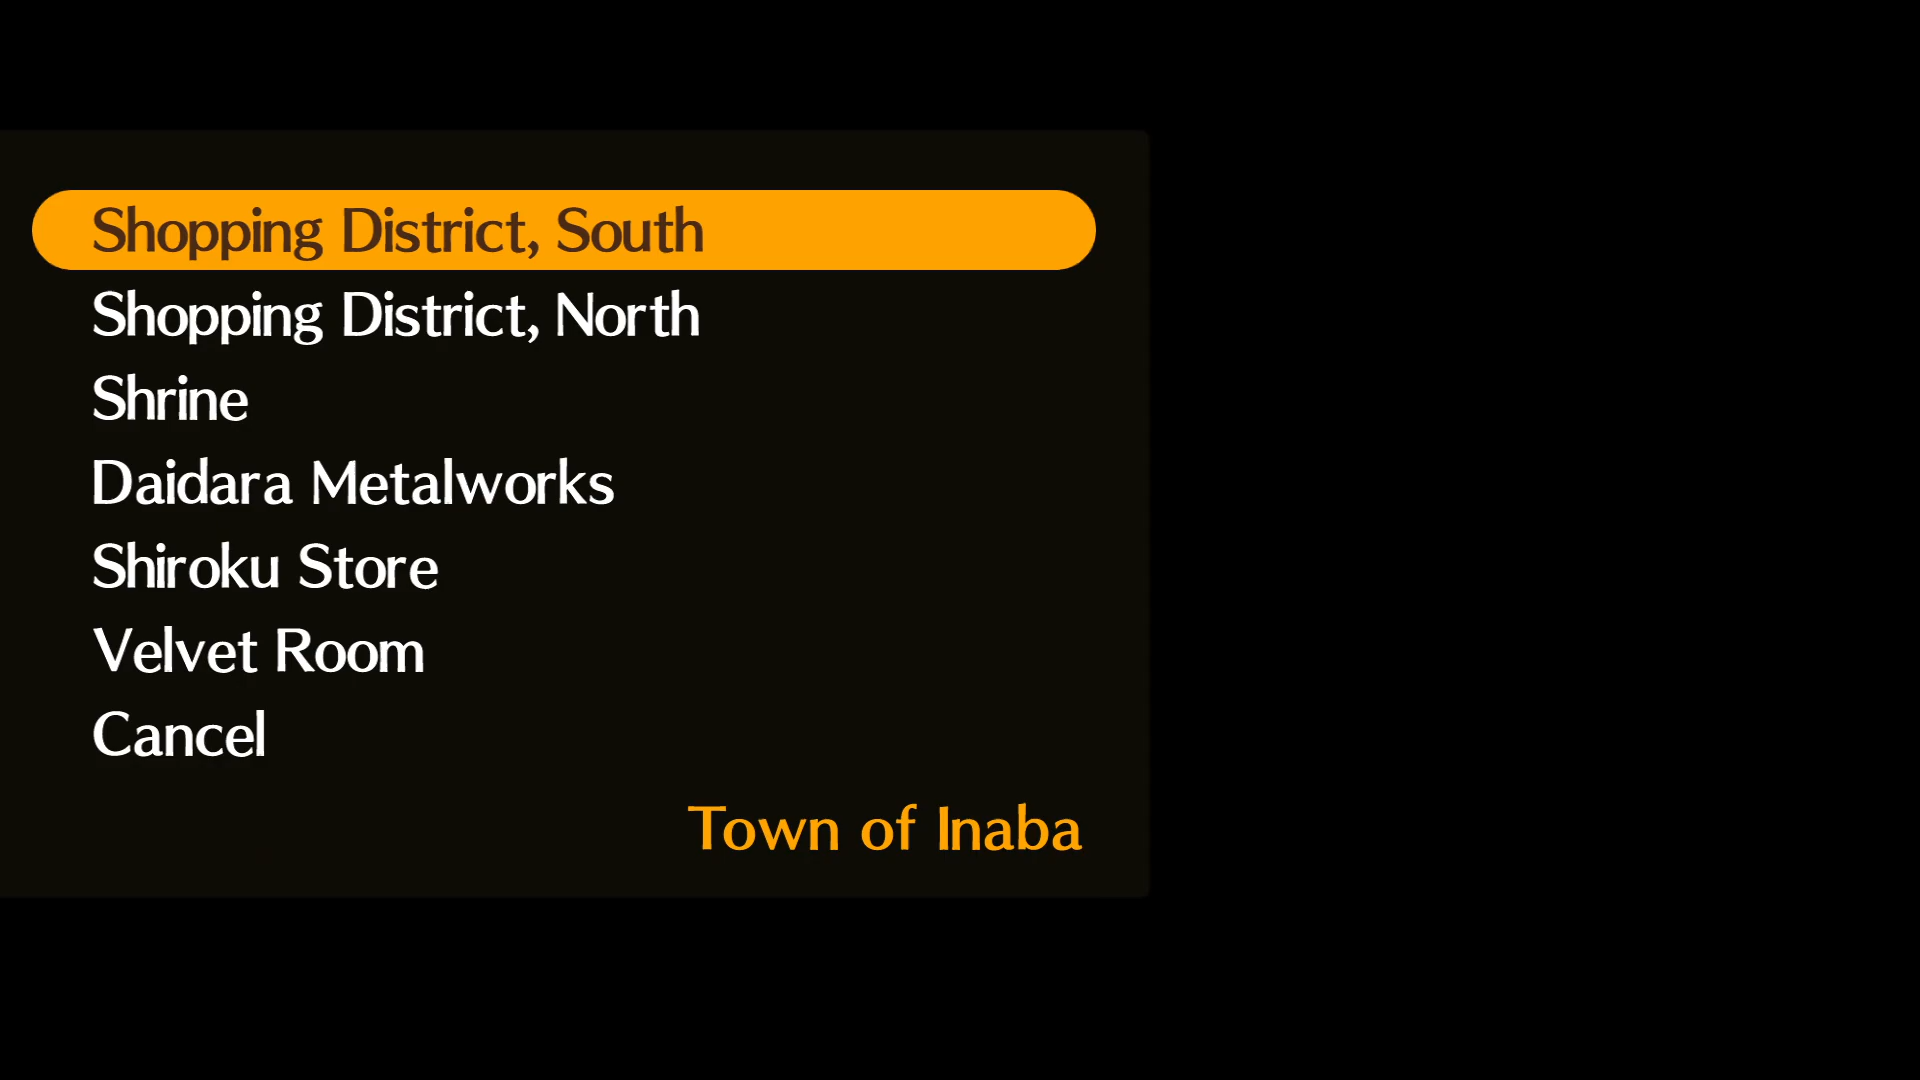 Shopping District, South
Shopping District, North
Shrine
Daidara Metalworks
Shiroku Store
Velvet Room
Cancel
Town of Inaba